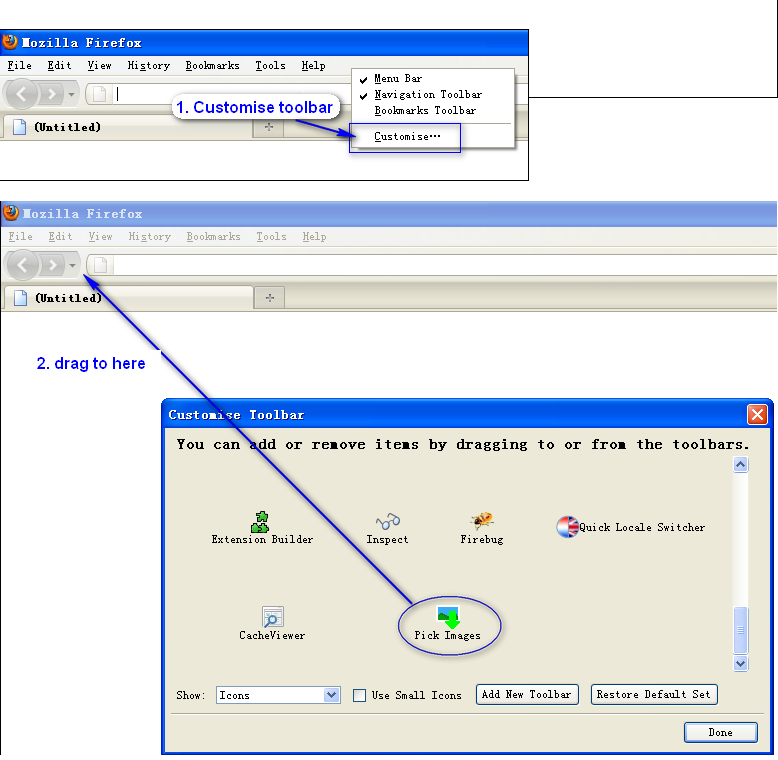 Mozilla Firefox
File Edit View History Bookmarks Tools Help
Menu Bar
Navigation Toolbar
Bookmarks Toolbar
Customise...
1. Customise toolbar
(Untitled)
Mozilla Firefox
File Edit View History Bookmarks Tools Help
(Untitled)
2. drag to here
Customise Toolbar
You can add or remove items by dragging to or from the toolbars.
Extension Builder Inspect Firebug Quick Locale Switcher
CacheViewer Pick Images
Show: Icons Use Small Icons Add New Toolbar Restore Default Set
Done